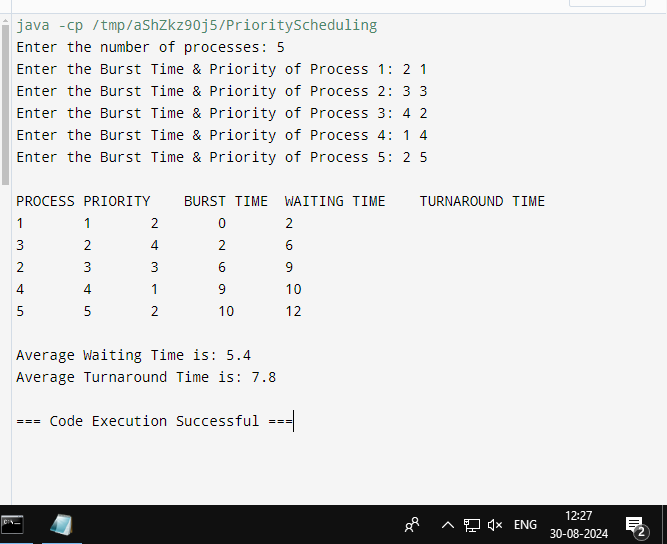 java -cp /tmp/aShZkz9Oj5/PriorityScheduling
Enter the number of processes: 5
Enter the Burst Time & Priority of Process 1: 2 1
Enter the Burst Time & Priority of Process 2: 3 3
Enter the Burst Time & Priority of Process 3: 4 2
Enter the Burst Time & Priority of Process 4: 1 4
Enter the Burst Time & Priority of Process 5: 2 5
PROCESS PRIORITY BURST TIME WAITING TIME TURNAROUND TIME
1 1 2 0 2
3 2 4 2 6
2 3 3 6 9
4 4 1 9 10
5 5 2 10 12
Average Waiting Time is: 5.4
Average Turnaround Time is: 7.8
=== Code Execution Successful ===
ENG
12:27
30-08-2024
2